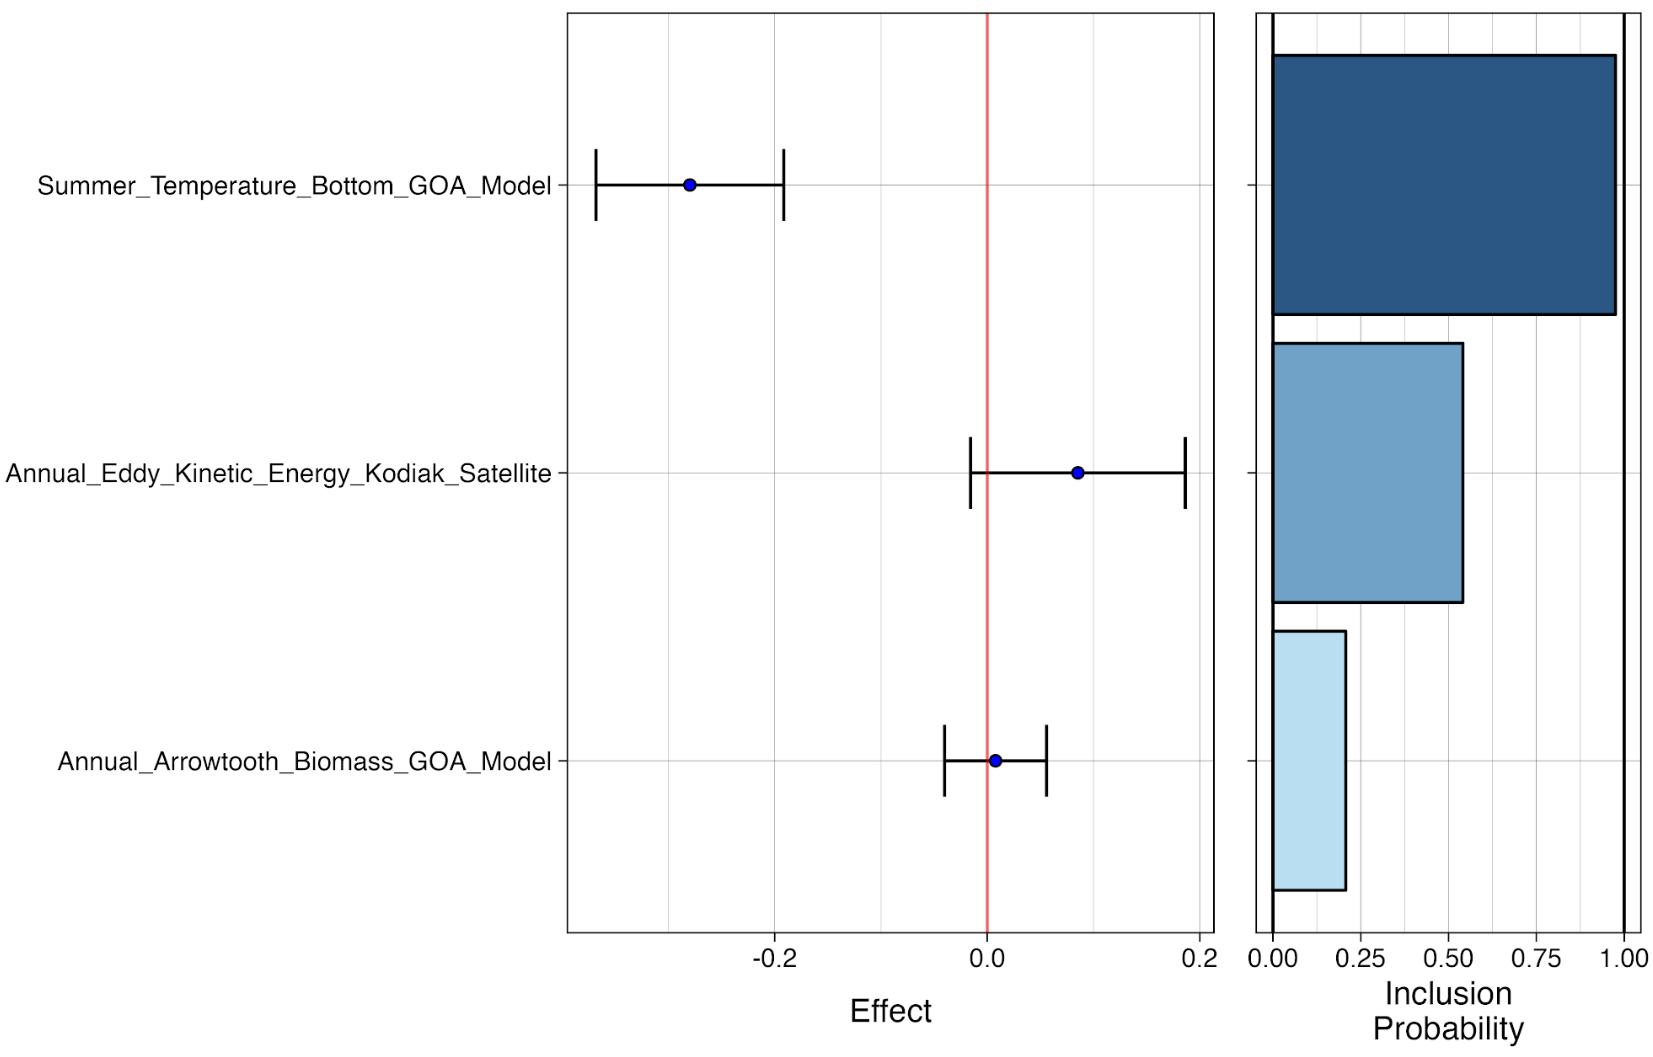 Summer_Temperature_Bottom_GOA_Model
Annual_Eddy_Kinetic_Energy_Kodiak_Satellite
Annual_Arrowtooth_Biomass_GOA_Model
-0.2 0.0 0.2
Effect
0.00 0.25 0.50 0.75 1.00
Inclusion
Probability